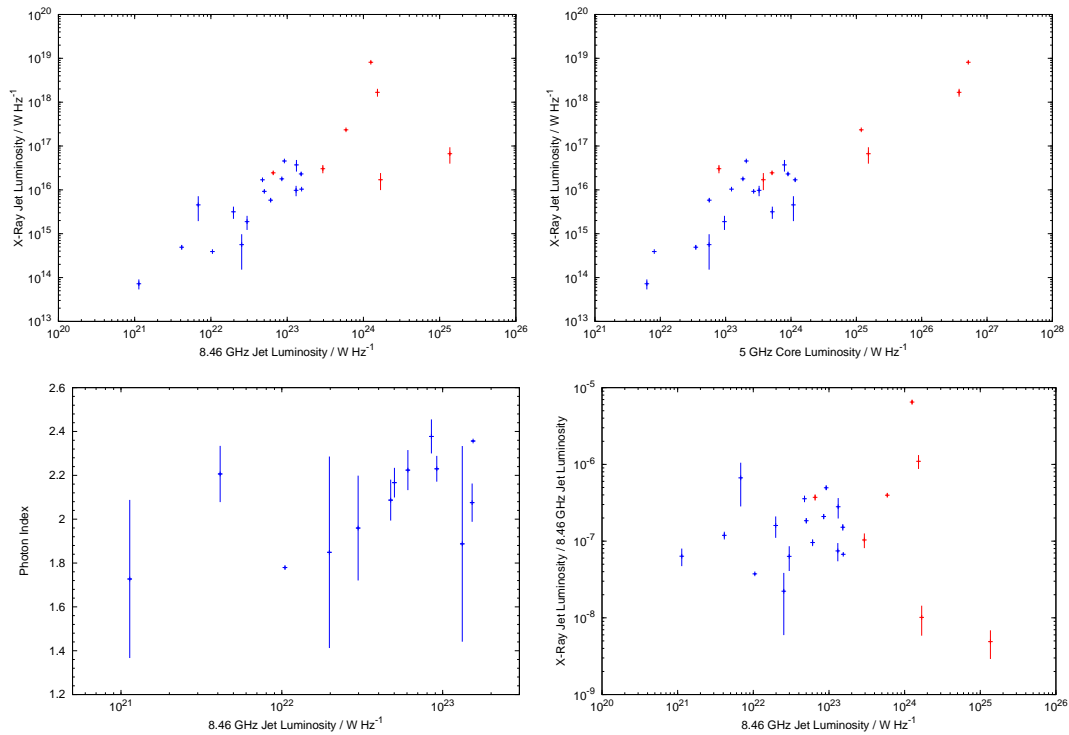 10^20
10^19
10^18
10^17
10^16
10^15
10^14
10^13
X-Ray Jet Luminosity / W Hz^-1
10^20 10^21 10^22 10^23 10^24 10^25 10^26
8.46 GHz Jet Luminosity / W Hz^-1
10^20
10^19
10^18
10^17
10^16
10^15
10^14
10^13
X-Ray Jet Luminosity / W Hz^-1
10^21 10^22 10^23 10^24 10^25 10^26 10^27 10^28
5 GHz Core Luminosity / W Hz^-1
2.6
2.4
2.2
2
1.8
1.6
1.4
1.2
Photon Index
10^21 10^22 10^23
8.46 GHz Jet Luminosity / W Hz^-1
10^-5
10^-6
10^-7
10^-8
10^-9
X-Ray Jet Luminosity / 8.46 GHz Jet Luminosity
10^20 10^21 10^22 10^23 10^24 10^25 10^26
8.46 GHz Jet Luminosity / W Hz^-1